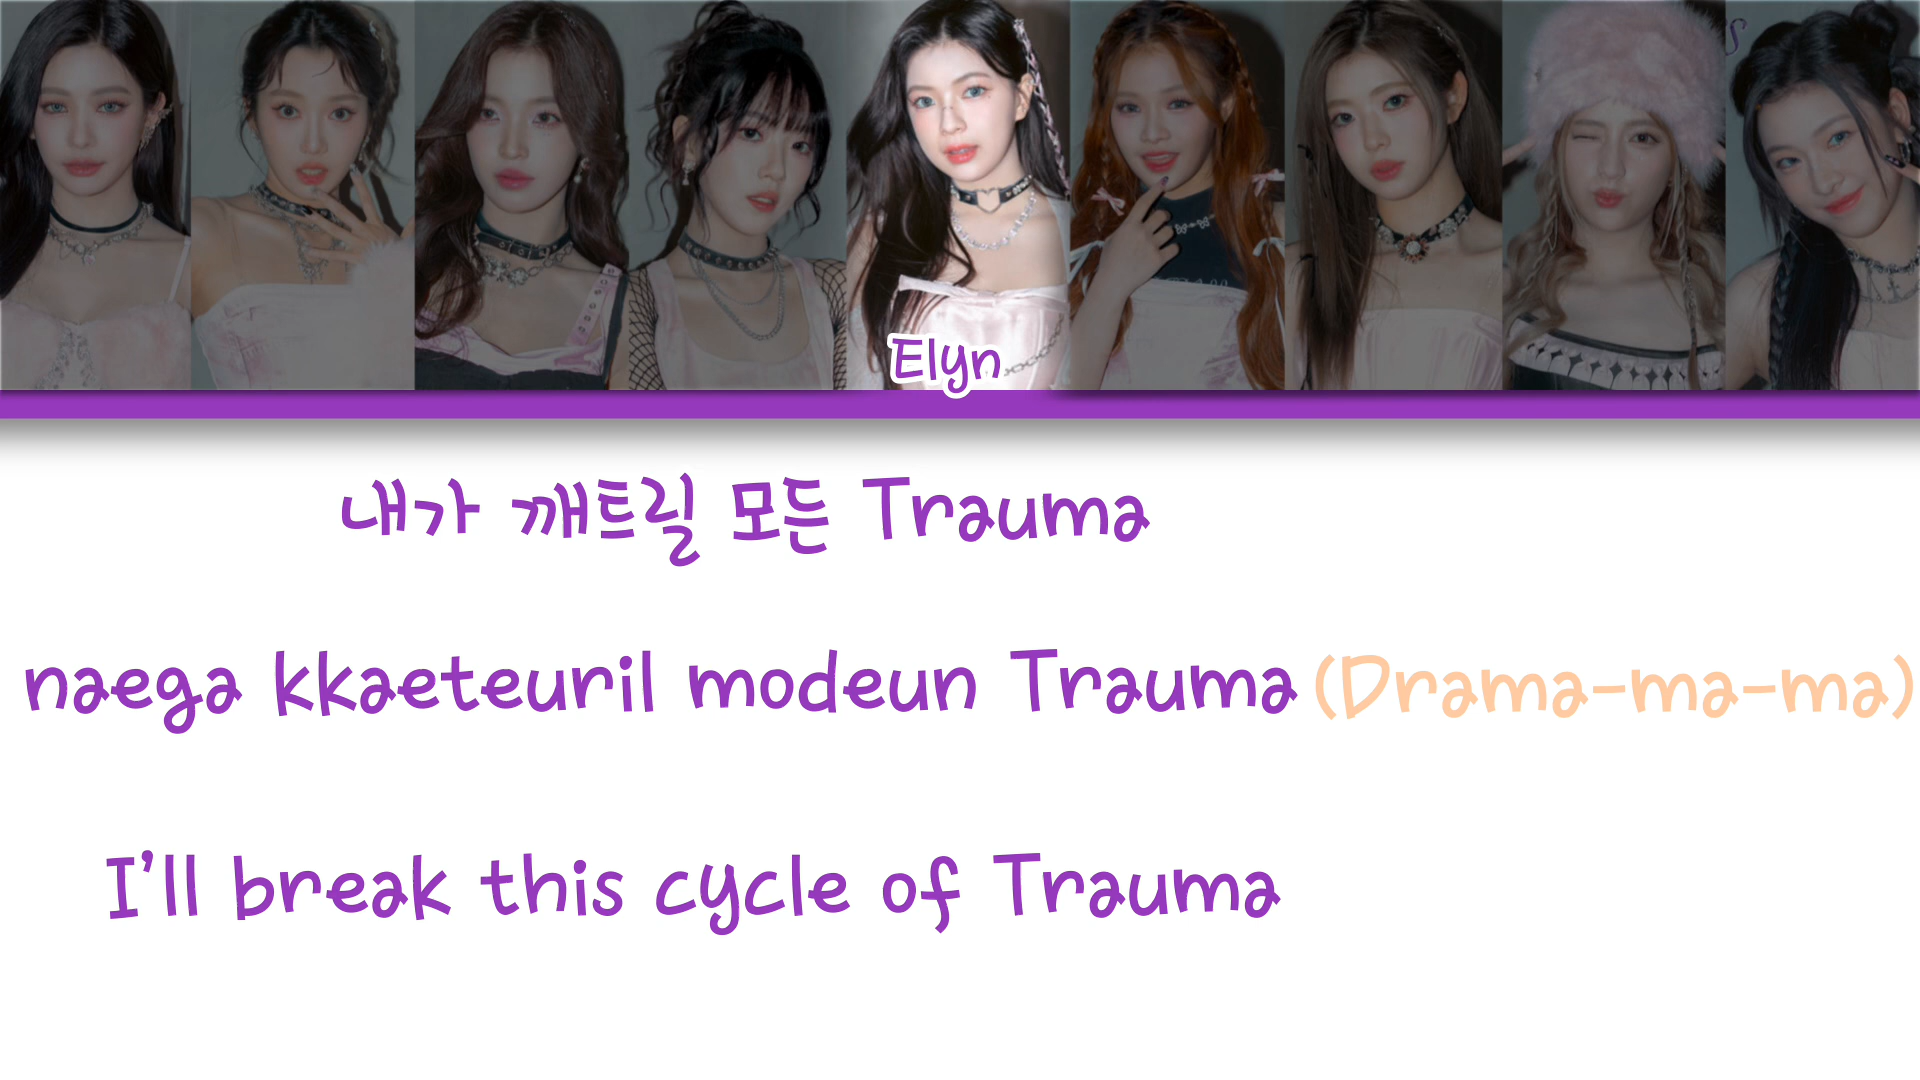 Elyn
내가 깨트릴 모든 Trauma
naega kkaeteuril modeun Trauma (Drama-ma-ma)
I'll break this cycle of Trauma